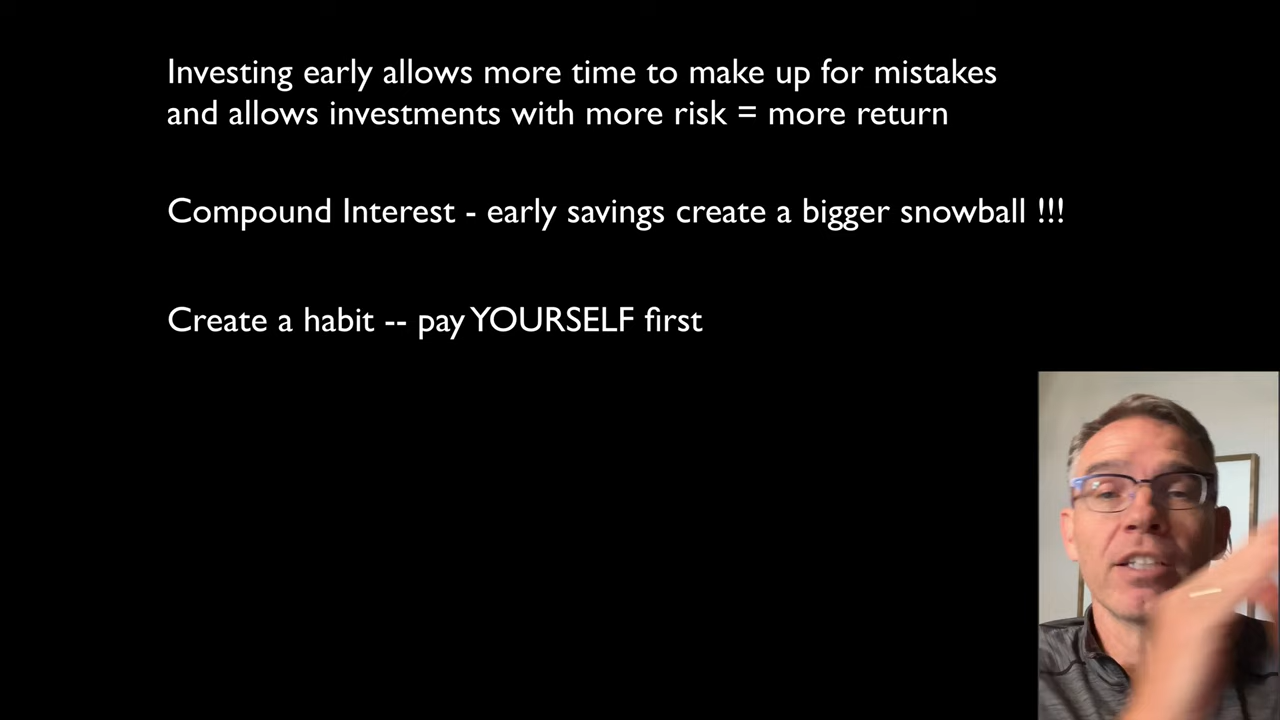 Investing early allows more time to make up for mistakes
and allows investments with more risk = more return
Compound Interest - early savings create a bigger snowball !!!
Create a habit -- pay YOURSELF first